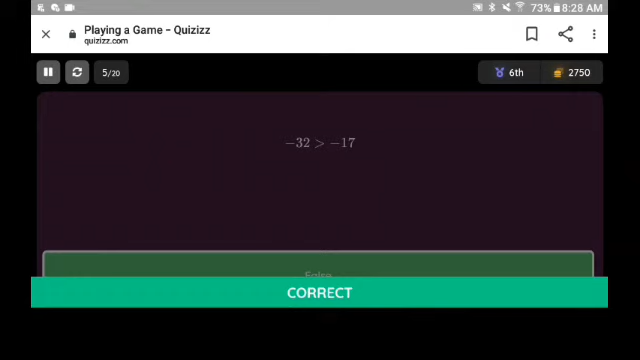 73% 8:28 AM
Playing a Game – Quizizz
quizizz.com
5/20
6th
2750
−32 > −17
False
CORRECT